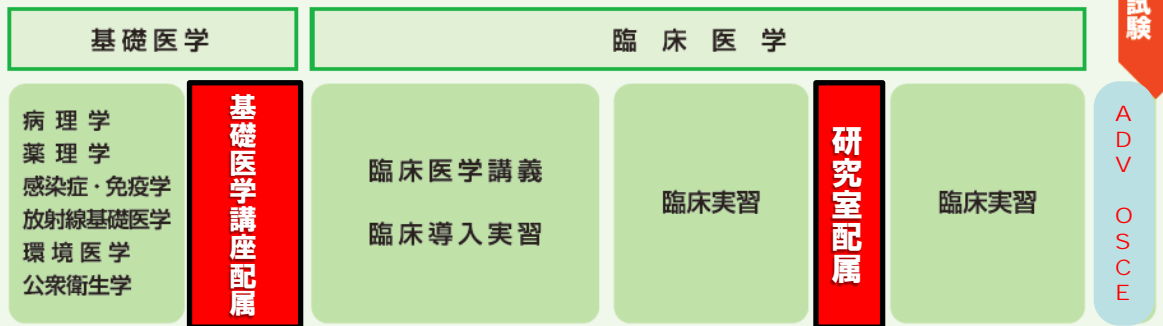 基礎医学
臨床医学
試験
病理学
薬理学
感染症・免疫学
放射線基礎医学
環境医学
公衆衛生学
基礎医学講座配属
臨床医学講義
臨床導入実習
臨床実習
研究室配属
臨床実習
ADV OSCE